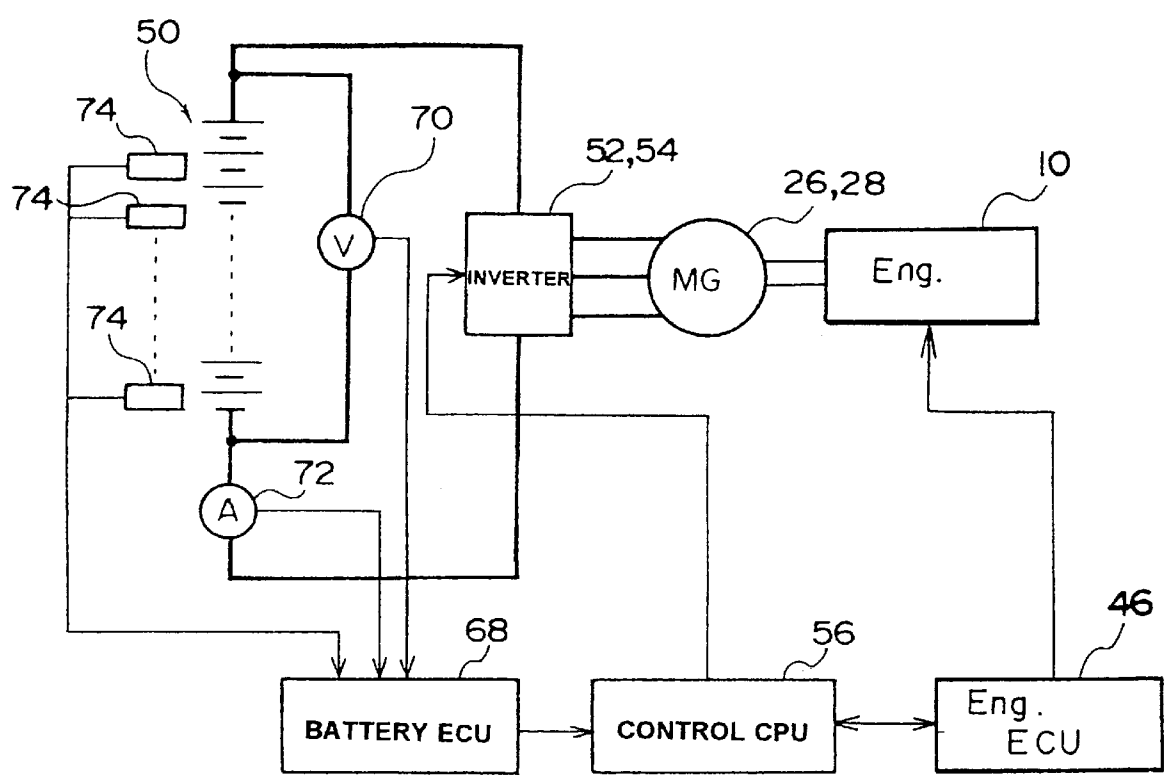 50
74
70
52,54
10
74
26,28
V
INVERTER
MG
Eng.
74
72
A
46
68
56
BATTERY ECU
CONTROL CPU
Eng.
ECU